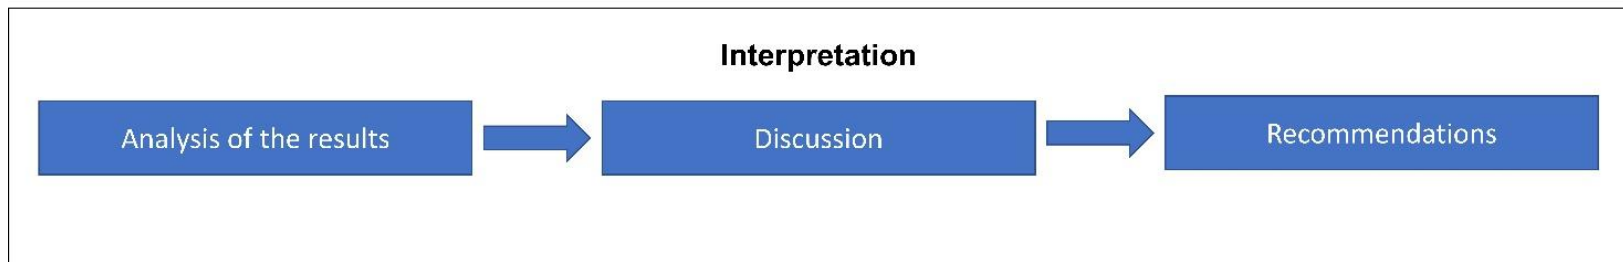 Interpretation
Analysis of the results
Discussion
Recommendations